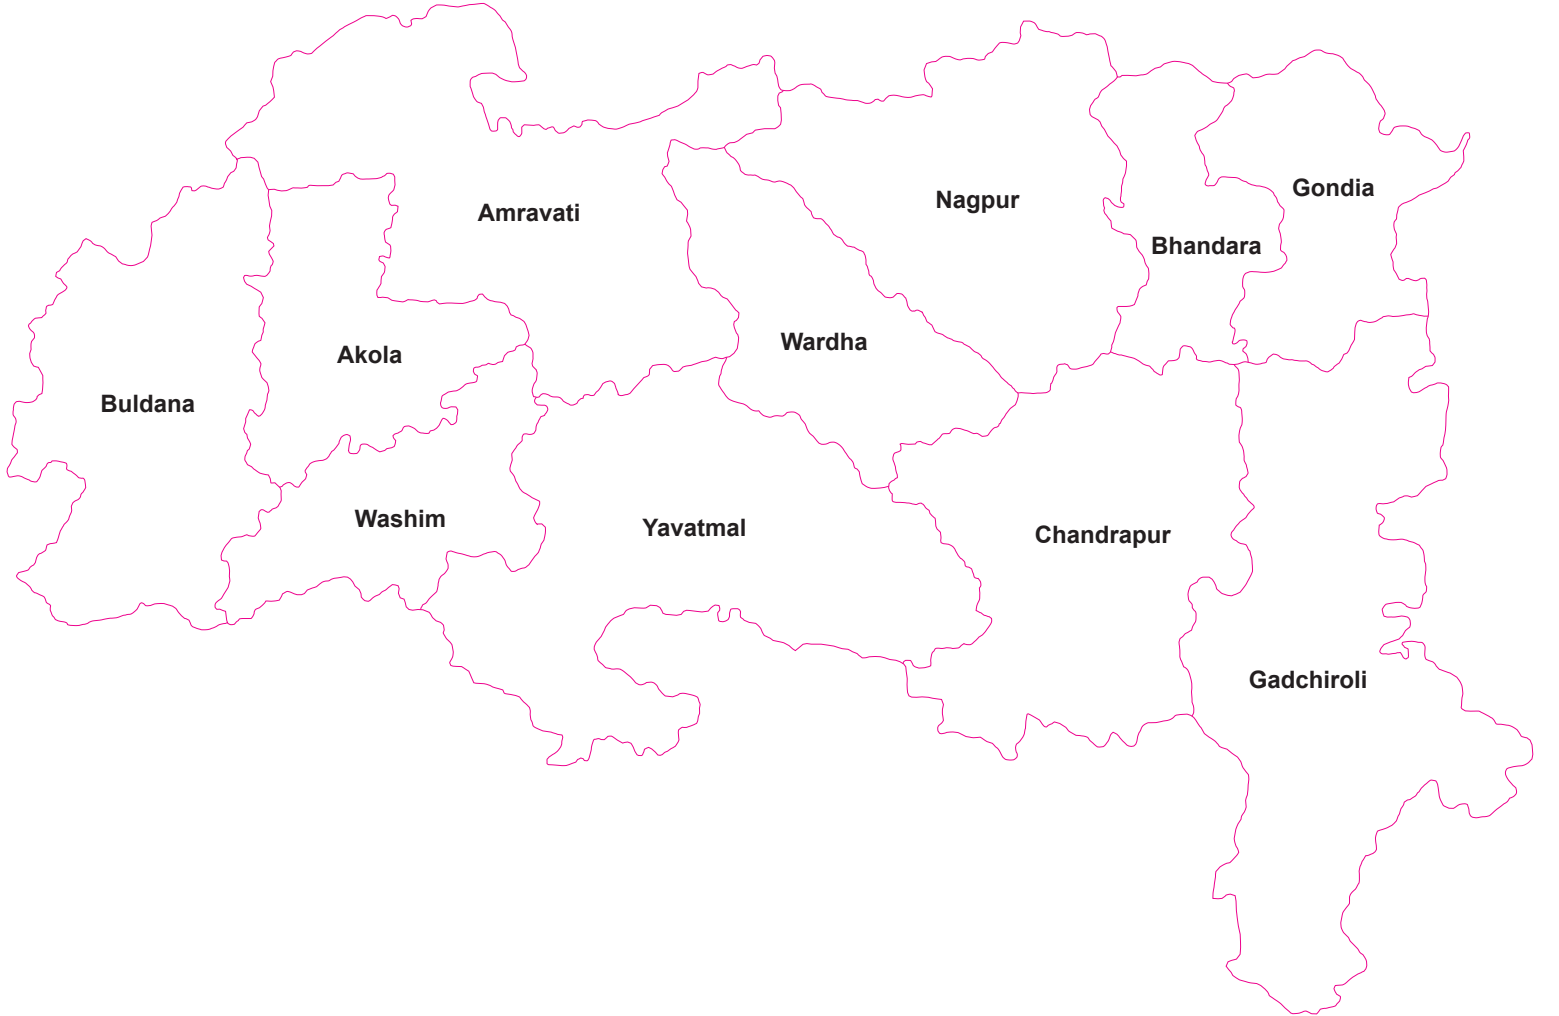 Gondia
Nagpur
Amravati
Bhandara
Wardha
Akola
Buldana
Washim
Yavatmal
Chandrapur
Gadchiroli